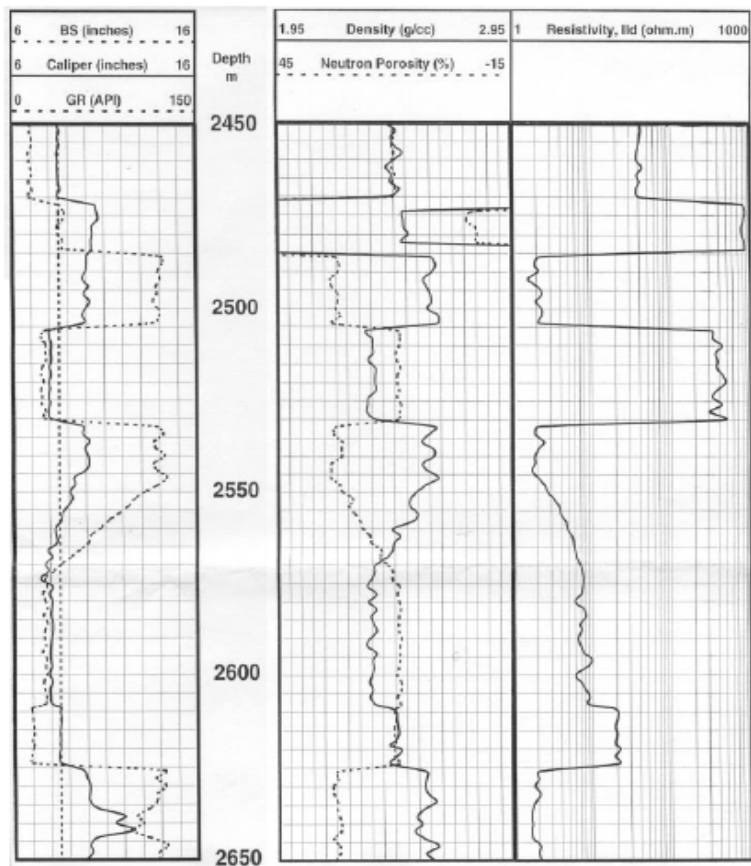 6 BS (inches) 16
6 Caliper (inches) 16
0 GR (API) 150
Depth
m
1.95 Density (g/cc) 2.95
45 Neutron Porosity (%) -15
1 Resistivity, Ild (ohm.m) 1000
2450
2500
2550
2600
2650